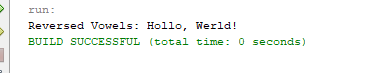 run:
Reversed Vowels: Hollo, Werld!
BUILD SUCCESSFUL (total time: 0 seconds)